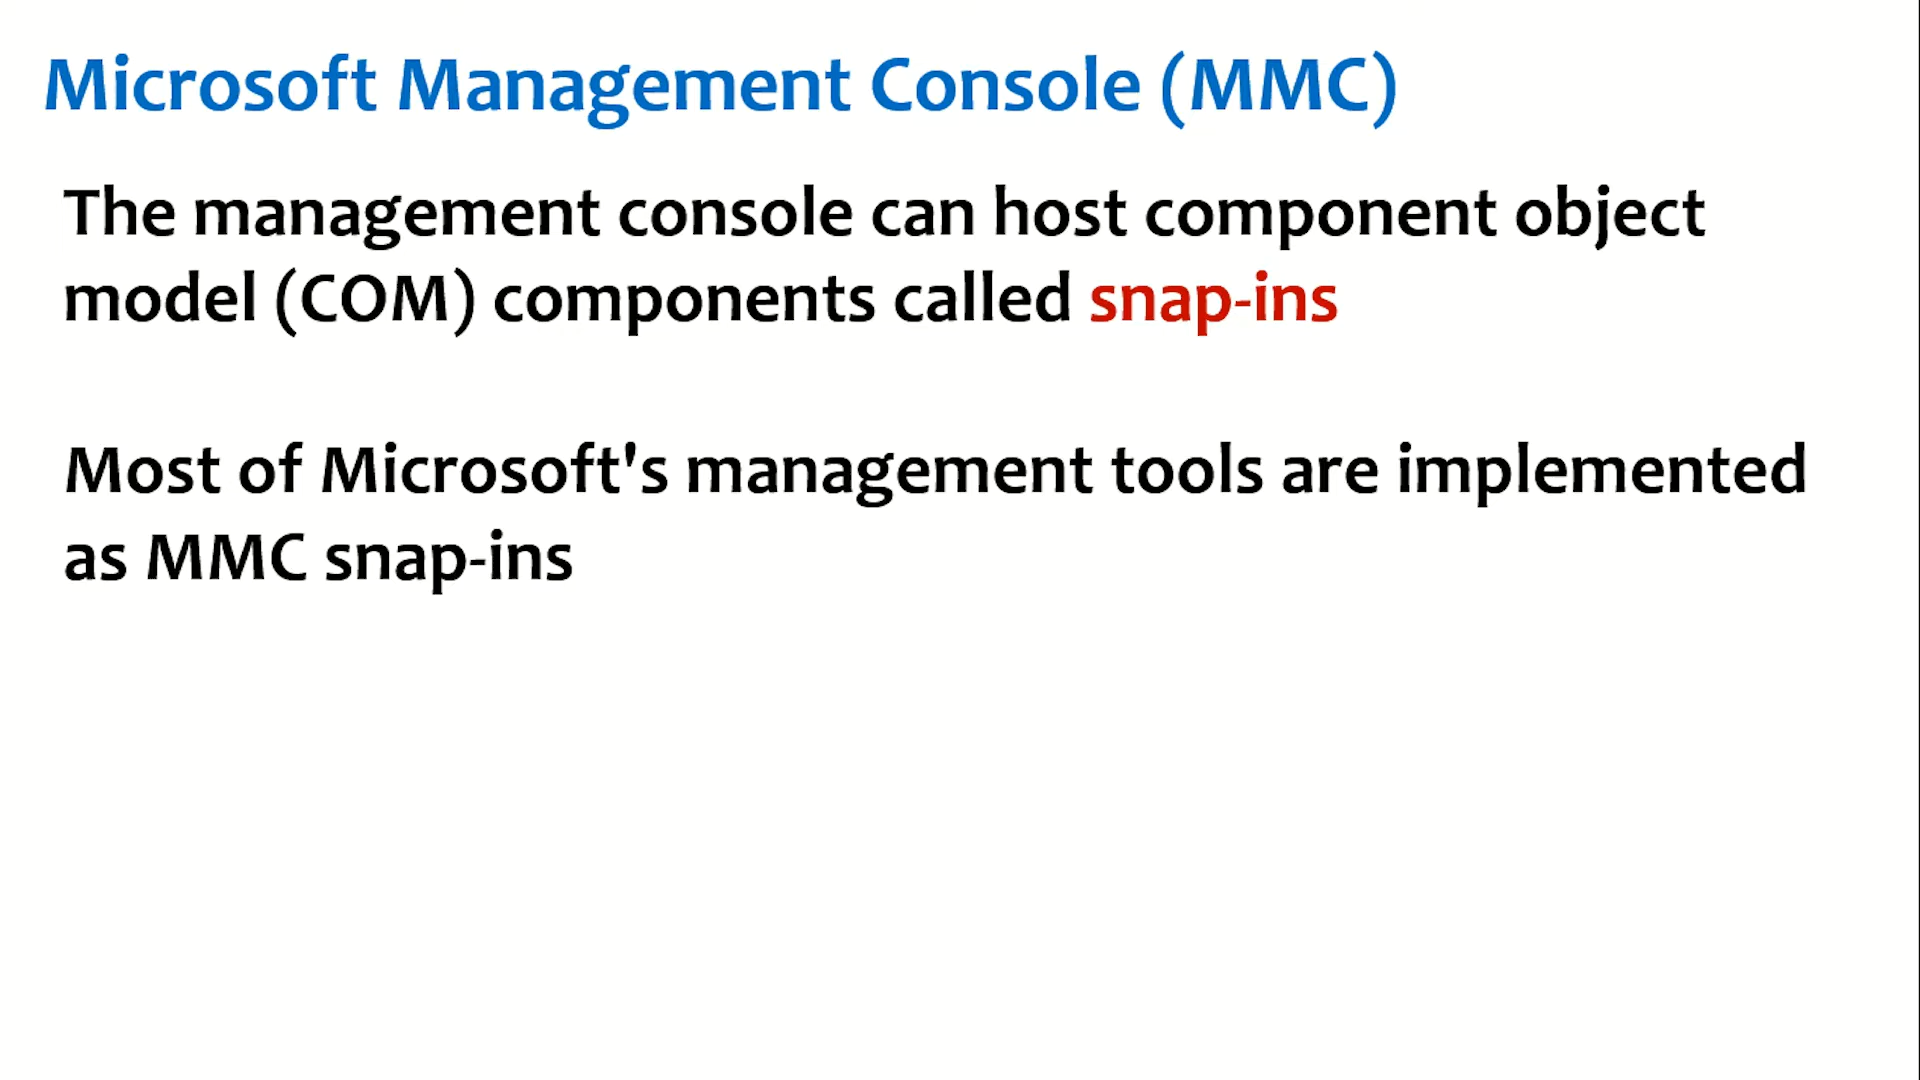 Microsoft Management Console (MMC)
The management console can host component object
model (COM) components called snap-ins
Most of Microsoft's management tools are implemented
as MMC snap-ins